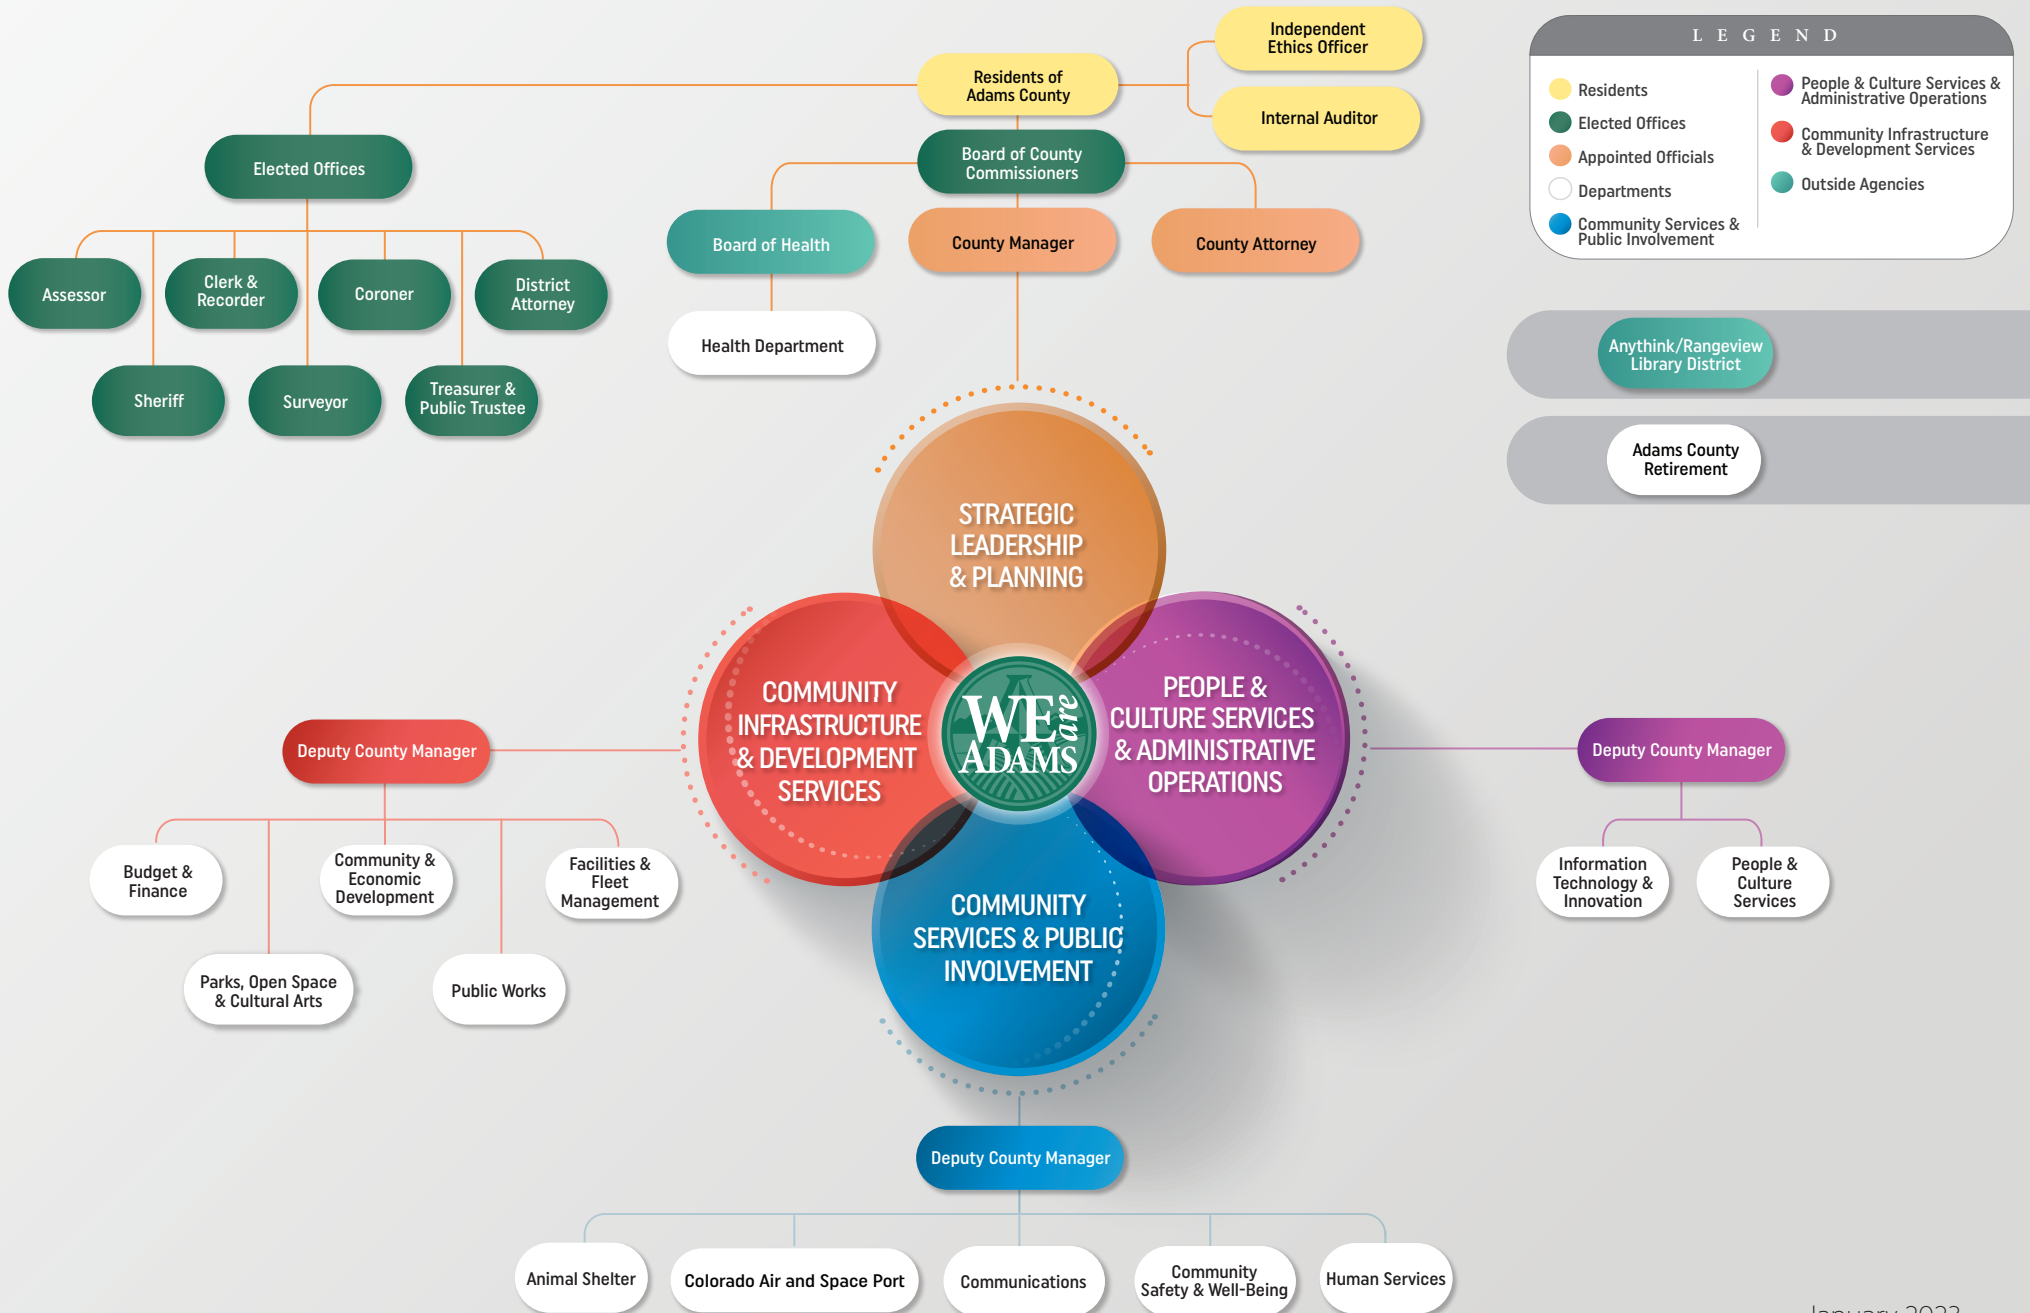 Independent
Ethics Officer
Residents of
Adams County
Internal Auditor
LEGEND
Residents
Elected Offices
Appointed Officials
Departments
Community Services &
Public Involvement
People & Culture Services &
Administrative Operations
Community Infrastructure
& Development Services
Outside Agencies
Elected Offices
Board of County
Commissioners
Board of Health
County Manager
County Attorney
Assessor
Clerk &
Recorder
Coroner
District
Attorney
Health Department
Sheriff
Surveyor
Treasurer &
Public Trustee
Anythink/Rangeview
Library District
Adams County
Retirement
STRATEGIC
LEADERSHIP
& PLANNING
COMMUNITY
INFRASTRUCTURE
& DEVELOPMENT
SERVICES
WE are
ADAMS
PEOPLE &
CULTURE SERVICES
& ADMINISTRATIVE
OPERATIONS
COMMUNITY
SERVICES & PUBLIC
INVOLVEMENT
Deputy County Manager
Budget &
Finance
Community &
Economic
Development
Facilities &
Fleet
Management
Parks, Open Space
& Cultural Arts
Public Works
Deputy County Manager
Information
Technology &
Innovation
People &
Culture
Services
Deputy County Manager
Animal Shelter
Colorado Air and Space Port
Communications
Community
Safety & Well-Being
Human Services
January 2023